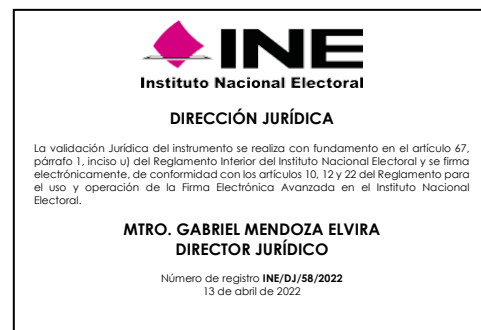 INE
Instituto Nacional Electoral
DIRECCIÓN JURÍDICA
La validación Jurídica del instrumento se realiza con fundamento en el artículo 67,
párrafo 1, inciso u) del Reglamento Interior del Instituto Nacional Electoral y se firma
electrónicamente, de conformidad con los artículos 10, 12 y 22 del Reglamento para
el uso y operación de la Firma Electrónica Avanzada en el Instituto Nacional
Electoral.
MTRO. GABRIEL MENDOZA ELVIRA
DIRECTOR JURÍDICO
Número de registro INE/DJ/58/2022
13 de abril de 2022